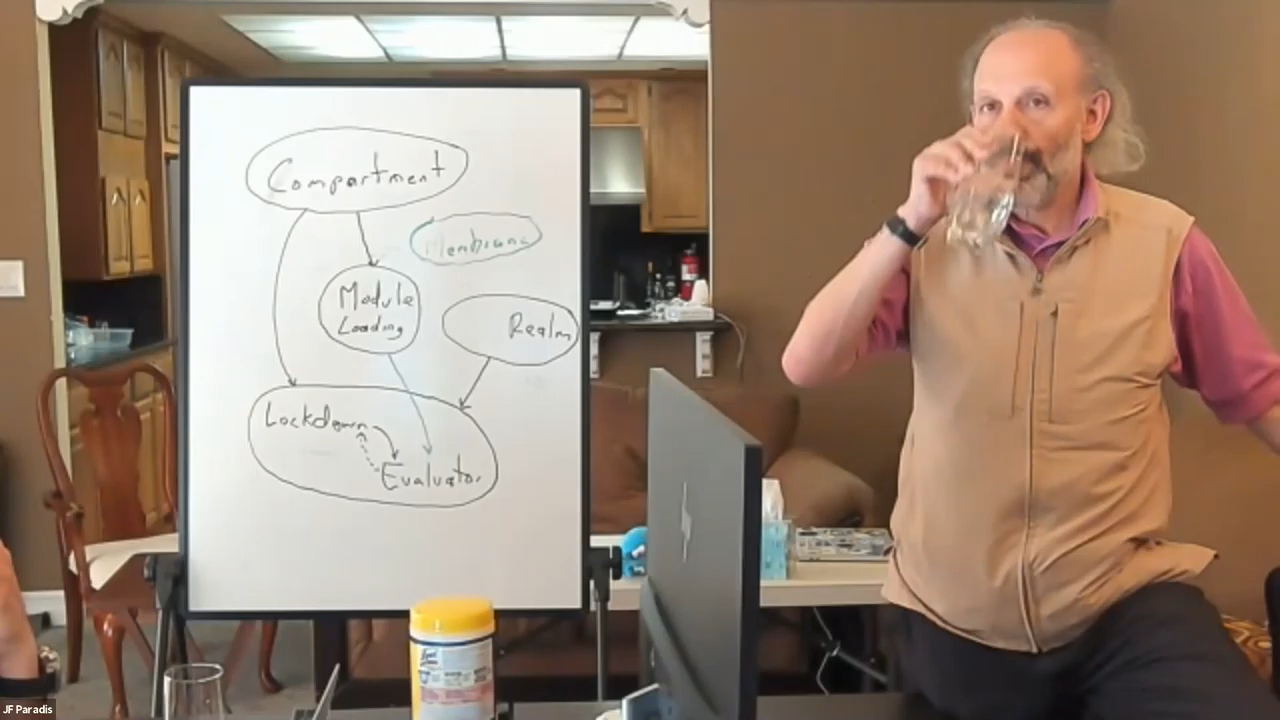 Compartment
Membrane
Module
Loading
Realm
Lockdown
Evaluator
JF Paradis